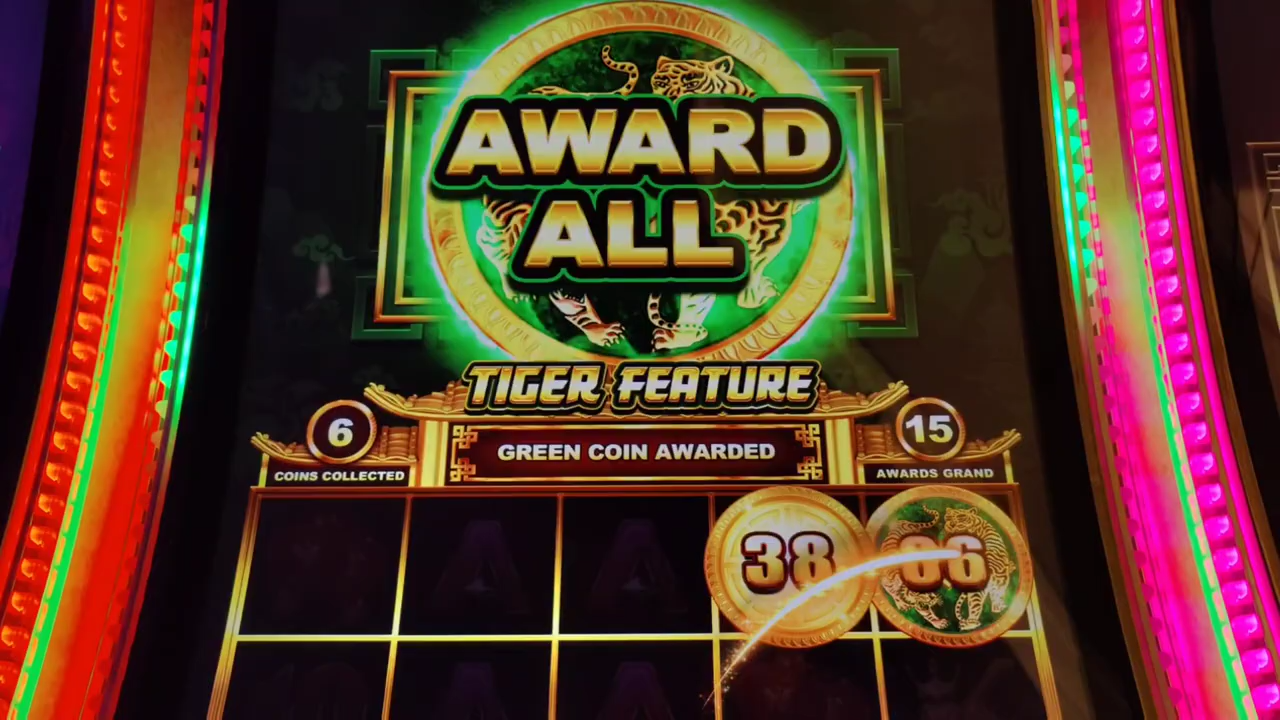 AWARD
ALL
TIGER FEATURE
6
COINS COLLECTED
GREEN COIN AWARDED
15
AWARDS GRAND
38